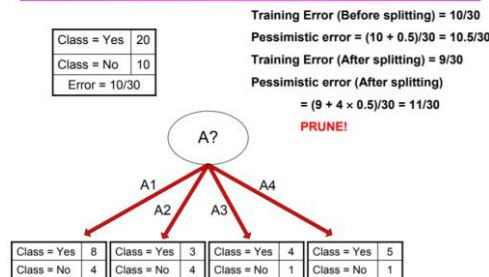 Training Error (Before splitting) = 10/30
Class = Yes 20
Pessimistic error = (10 + 0.5)/30 = 10.5/30
Class = No 10
Training Error (After splitting) = 9/30
Error = 10/30
Pessimistic error (After splitting)
= (9 + 4 × 0.5)/30 = 11/30
PRUNE!
A?
A1
A4
A2
A3
Class = Yes 8
Class = No 4
Class = Yes 3
Class = No 4
Class = Yes 4
Class = No 1
Class = Yes 5
Class = No 1